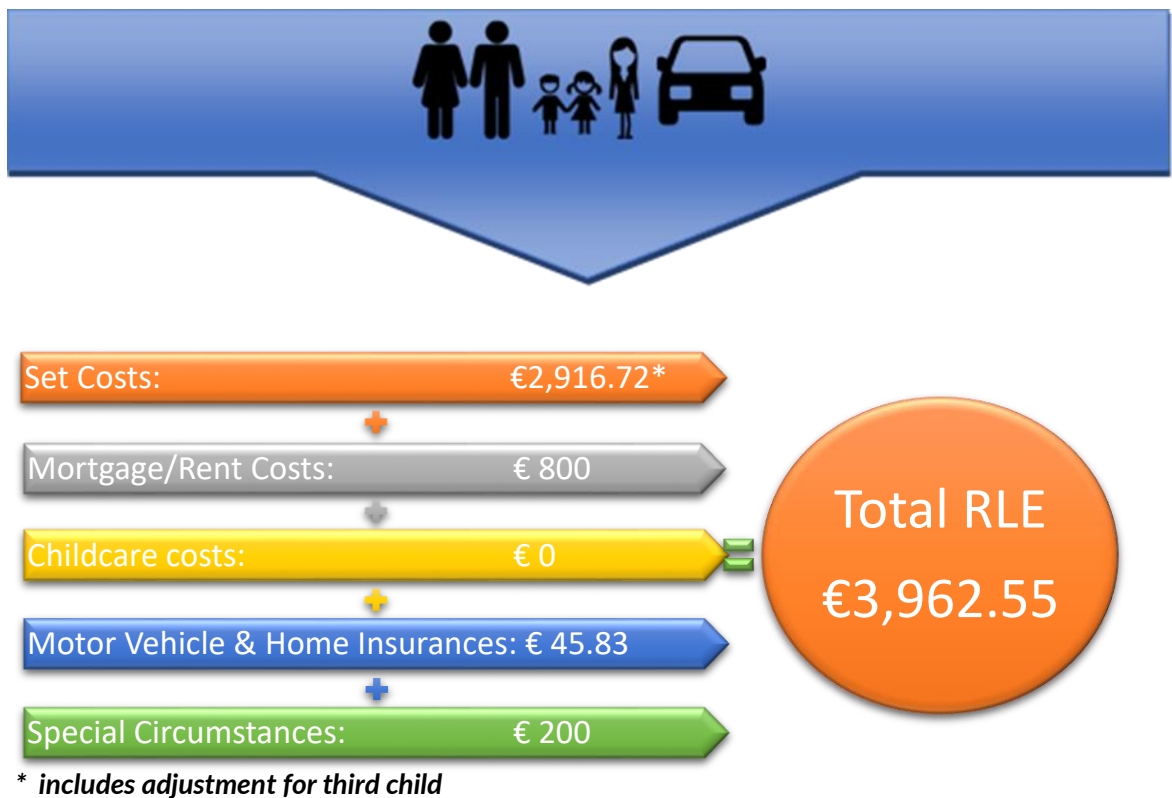 Set Costs: €2,916.72*
Mortgage/Rent Costs: € 800
Childcare costs: € 0
Motor Vehicle & Home Insurances: € 45.83
Special Circumstances: € 200
Total RLE
€3,962.55
* includes adjustment for third child